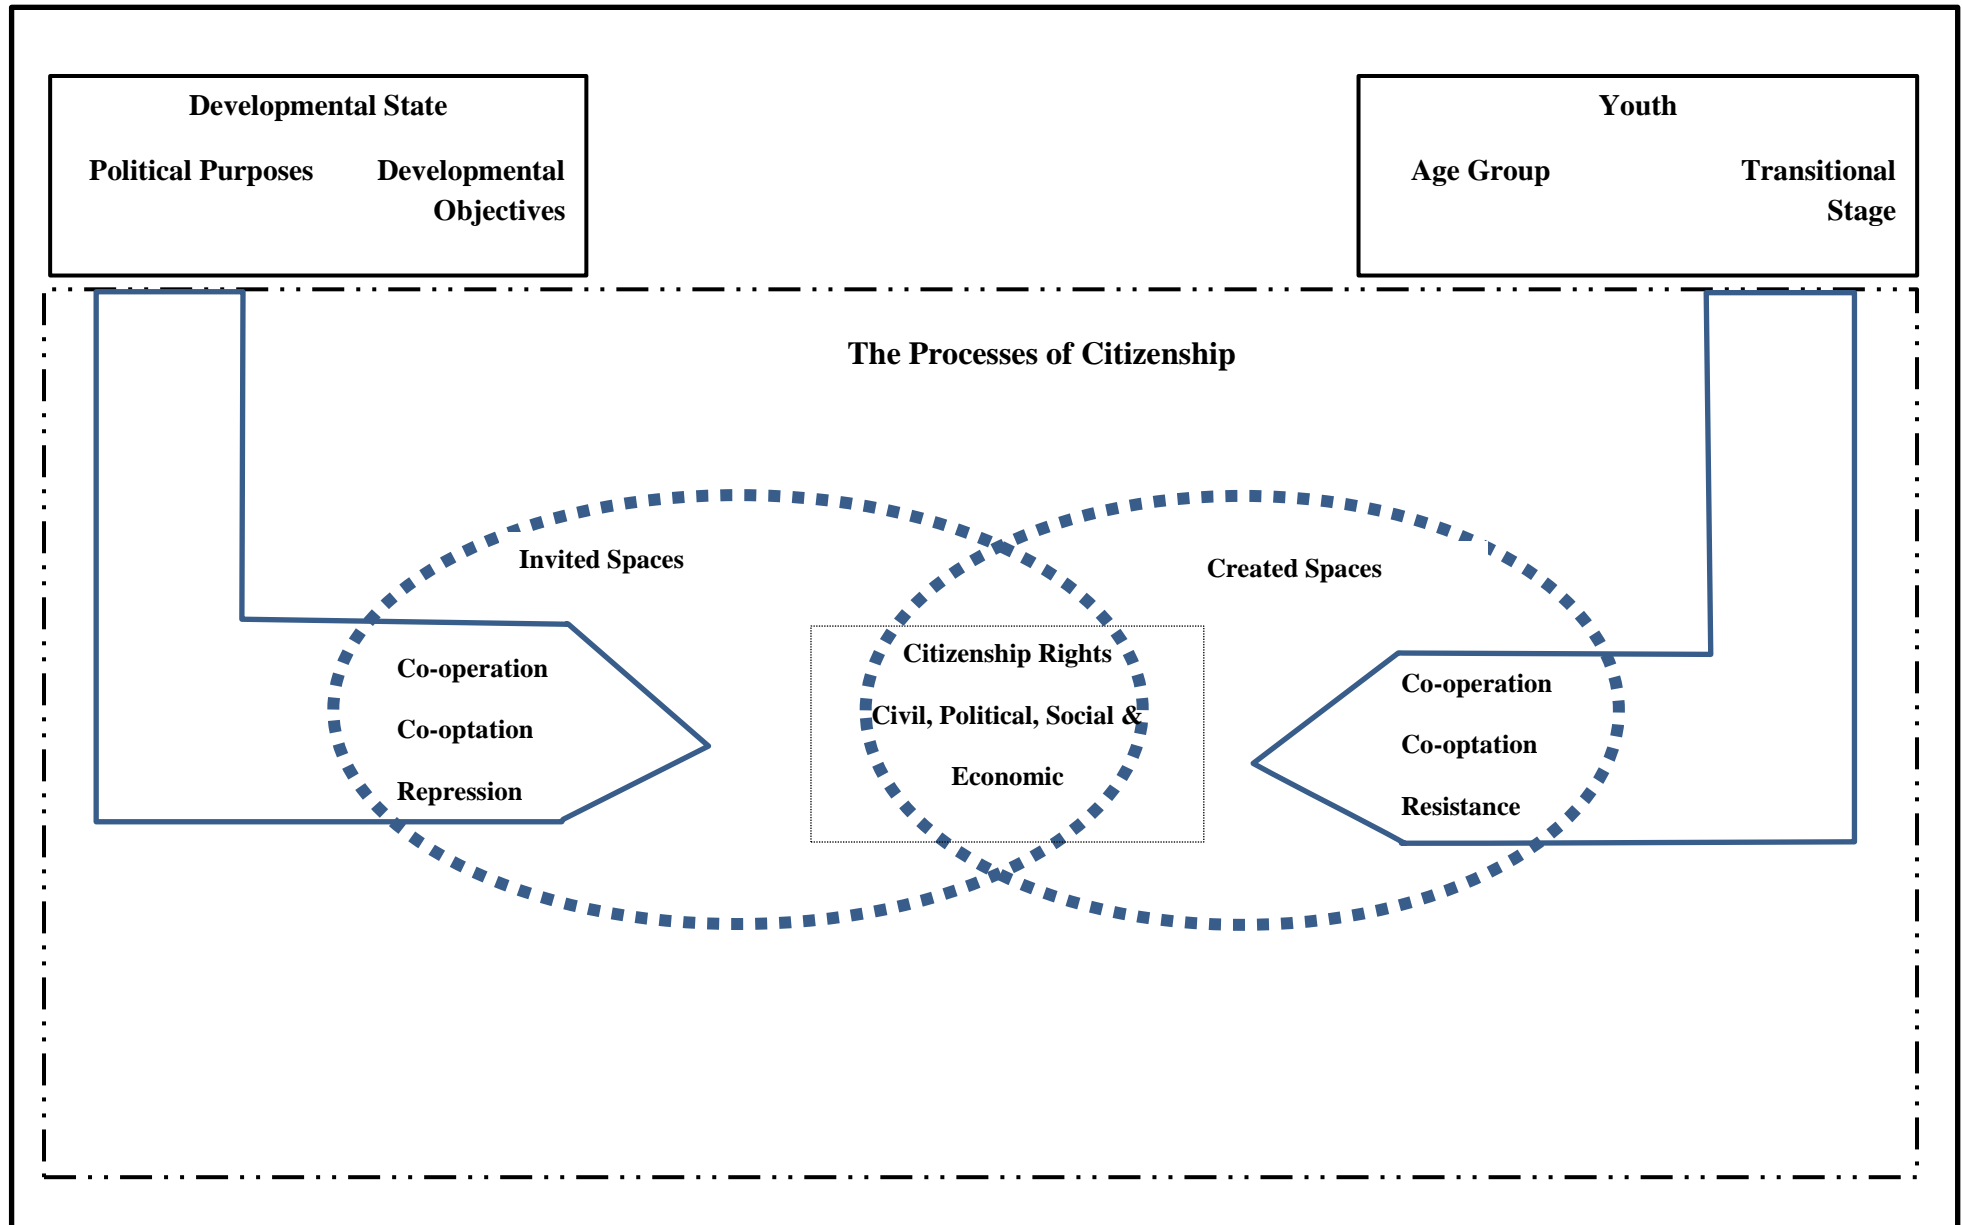 Developmental State
Political Purposes Developmental
Objectives
Youth
Age Group Transitional
Stage
The Processes of Citizenship
Invited Spaces
Created Spaces
Co-operation
Co-optation
Repression
Citizenship Rights
Civil, Political, Social &
Economic
Co-operation
Co-optation
Resistance